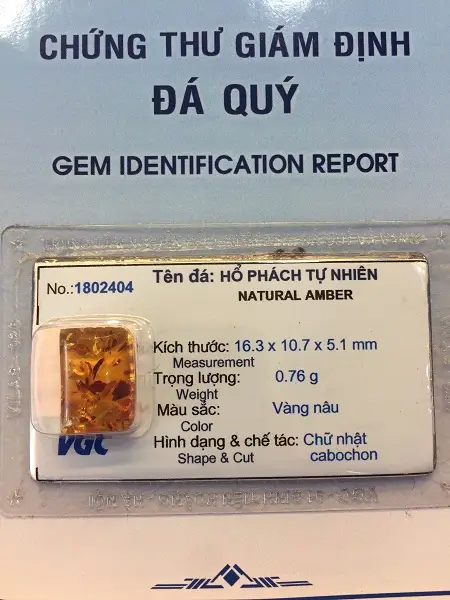 CHỨNG THƯ GIÁM ĐỊNH
ĐÁ QUÝ
GEM IDENTIFICATION REPORT
No.:1802404
Tên đá: HỔ PHÁCH TỰ NHIÊN
NATURAL AMBER
Kích thước: 16.3 x 10.7 x 5.1 mm
Measurement
Trọng lượng: 0.76 g
Weight
Màu sắc: Vàng nâu
Color
Hình dạng & chế tác: Chữ nhật
Shape & Cut cabochon
VGC